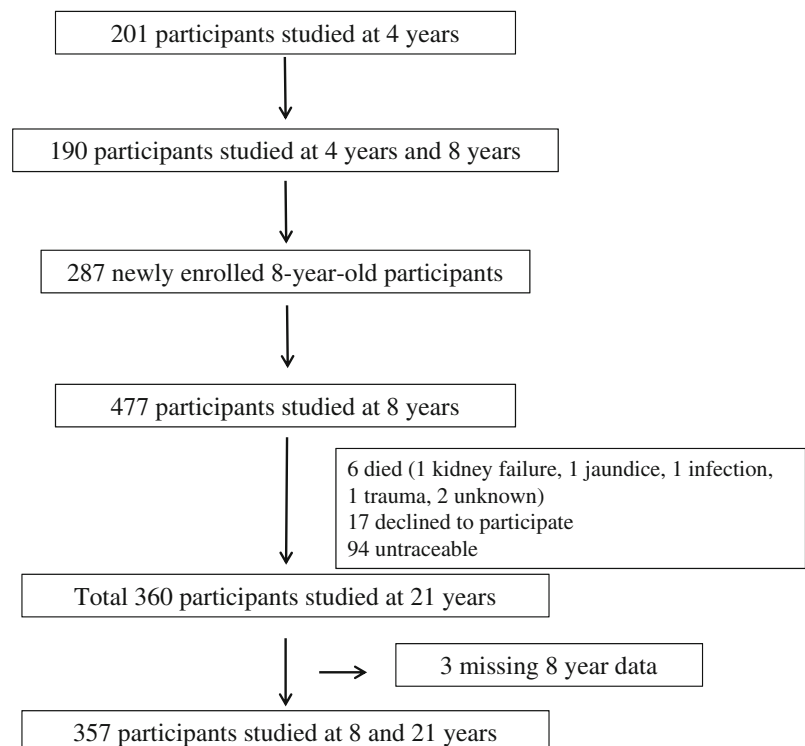 201 participants studied at 4 years
190 participants studied at 4 years and 8 years
287 newly enrolled 8-year-old participants
477 participants studied at 8 years
6 died (1 kidney failure, 1 jaundice, 1 infection,
1 trauma, 2 unknown)
17 declined to participate
94 untraceable
Total 360 participants studied at 21 years
3 missing 8 year data
357 participants studied at 8 and 21 years